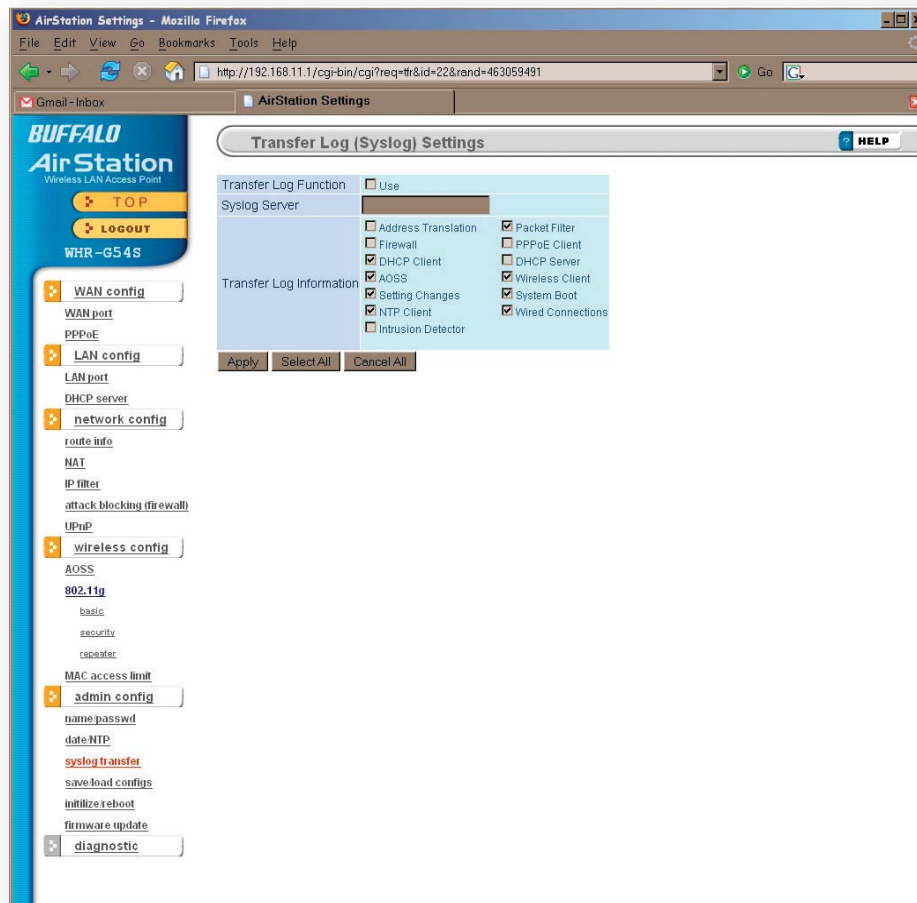 AirStation Settings - Mozilla Firefox
File Edit View Go Bookmarks Tools Help
http://192.168.11.1/cgi-bin/cgi?req=tfr&id=22&rand=463059491
Go
G
Gmail - Inbox
AirStation Settings
BUFFALO
AirStation
Wireless LAN Access Point
TOP
LOGOUT
WHR-G54S
WAN config
WAN port
PPPoE
LAN config
LAN port
DHCP server
network config
route info
NAT
IP filter
attack blocking (firewall)
UPnP
wireless config
AOSS
802.11g
basic
security
repeater
MAC access limit
admin config
name/passwd
date/NTP
syslog transfer
save/load configs
initilize/reboot
firmware update
diagnostic
Transfer Log (Syslog) Settings
? HELP
Transfer Log Function Use
Syslog Server
Transfer Log Information
Address Translation Packet Filter
Firewall PPPoE Client
DHCP Client DHCP Server
AOSS Wireless Client
Setting Changes System Boot
NTP Client Wired Connections
Intrusion Detector
Apply Select All Cancel All